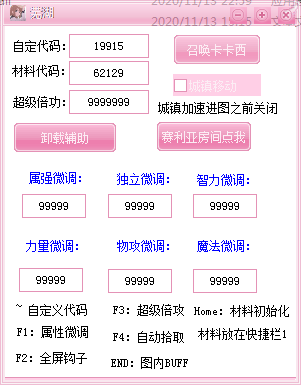 2020/11/13
自定代码：19915
召唤卡卡西
材料代码：62129
城镇移动
超级倍功：9999999
城镇加速进图之前关闭
卸载辅助
赛利亚房间点我
属强微调：
独立微调：
智力微调：
99999
99999
99999
力量微调：
物攻微调：
魔法微调：
99999
99999
99999
~ 自定义代码
F3：超级倍攻
Home：材料初始化
F1：属性微调
F4：自动拾取
材料放在快捷栏1
F2：全屏钩子
END：图内BUFF